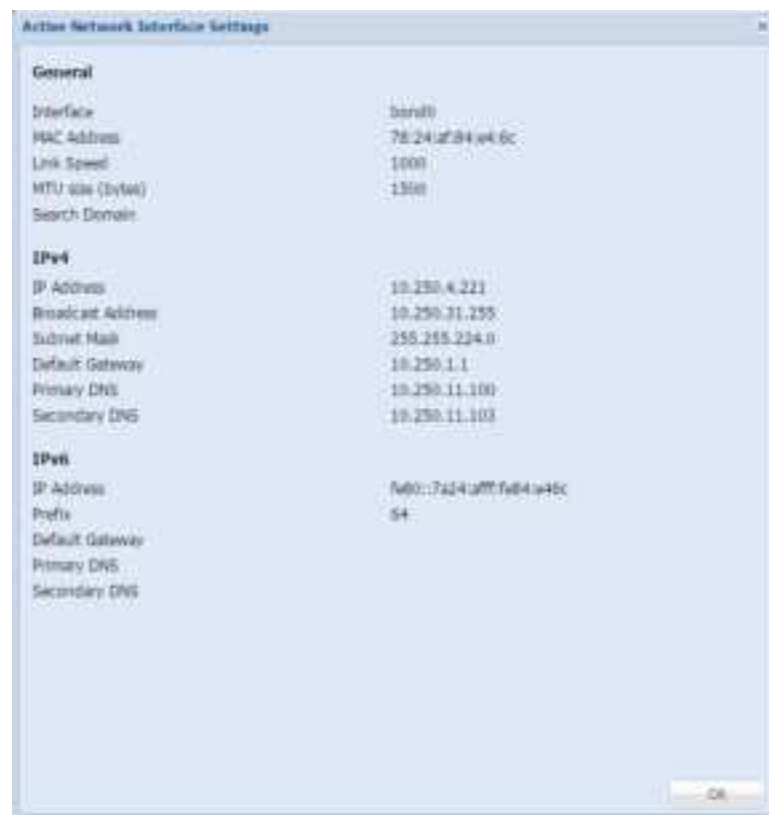 Active Network Interface Settings
General
Interface bond0
MAC Address 78:24:af:84:e4:6c
Link Speed 1000
MTU size (bytes) 1500
Search Domain
IPv4
IP Address 10.250.4.221
Broadcast Address 10.250.31.255
Subnet Mask 255.255.224.0
Default Gateway 10.250.1.1
Primary DNS 10.250.11.100
Secondary DNS 10.250.11.103
IPv6
IP Address fe80::7a24:afff:fe84:e46c
Prefix 64
Default Gateway
Primary DNS
Secondary DNS
OK